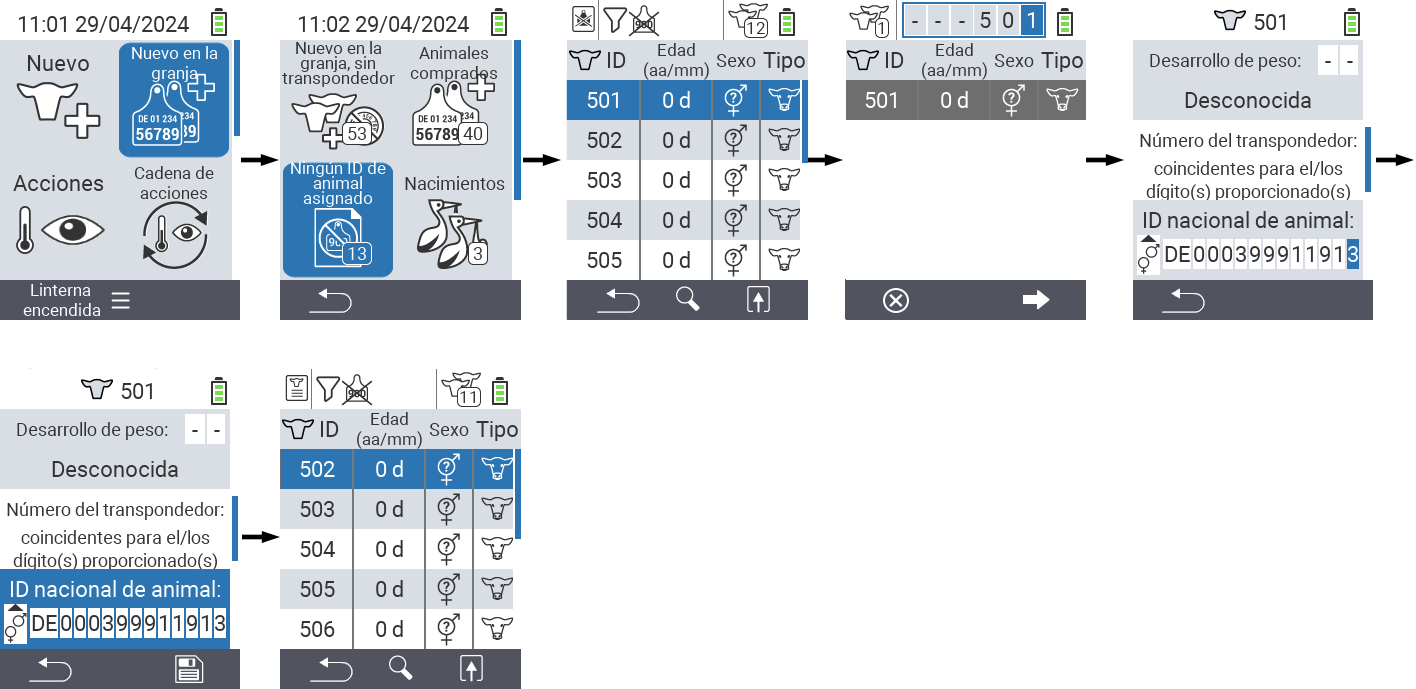 11:01 29/04/2024
Nuevo
Nuevo en la
granja
DE 01 234
234
56789
39
Acciones
Cadena de
acciones
Linterna
encendida
11:02 29/04/2024
Nuevo en la
granja, sin
transpondedor
53
Animales
comprados
DE 01 234
234
56789
40
Ningún ID de
animal
asignado
13
Nacimientos
3
12
ID
Edad
(aa/mm)
Sexo
Tipo
501 0 d
502 0 d
503 0 d
504 0 d
505 0 d
1
- - - 5 0 1
ID
Edad
(aa/mm)
Sexo
Tipo
501 0 d
501
Desarrollo de peso: - -
Desconocida
Número del transpondedor:
coincidentes para el/los
dígito(s) proporcionado(s)
ID nacional de animal:
DE000399911913
501
Desarrollo de peso: - -
Desconocida
Número del transpondedor:
coincidentes para el/los
dígito(s) proporcionado(s)
ID nacional de animal:
DE00039991​1913
11
ID
Edad
(aa/mm)
Sexo
Tipo
502 0 d
503 0 d
504 0 d
505 0 d
506 0 d